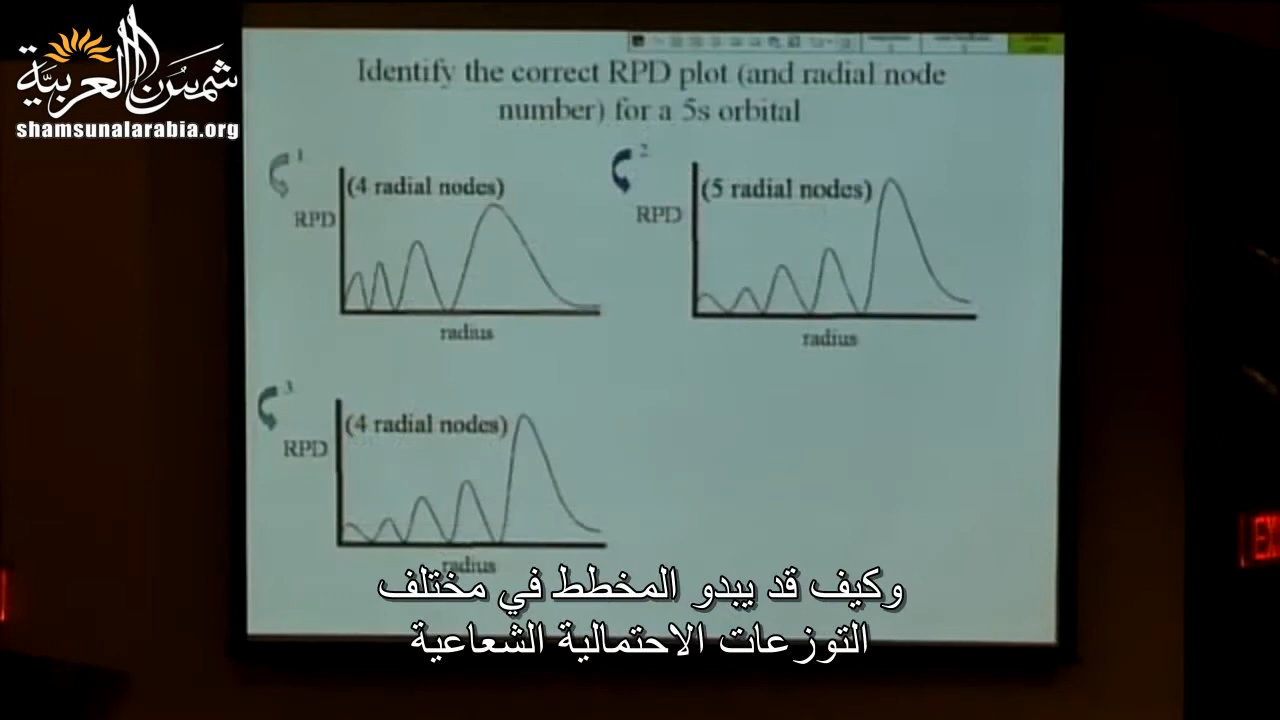 شمسُنا العربيّة
shamsunalarabia.org
Identify the correct RPD plot (and radial node
number) for a 5s orbital
1
(4 radial nodes)
RPD
radius
2
(5 radial nodes)
RPD
radius
3
(4 radial nodes)
RPD
radius
وكيف قد يبدو المخطط في مختلف
التوزعات الاحتمالية الشعاعية